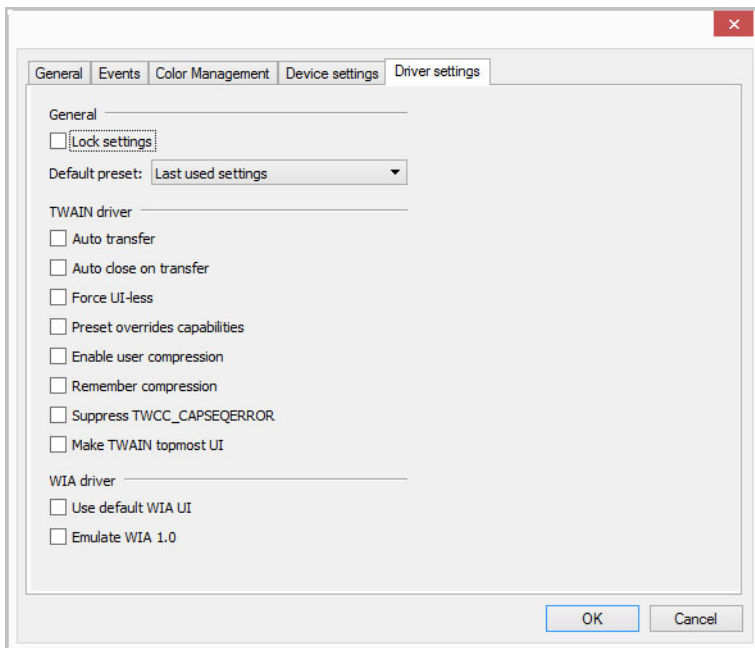 General Events Color Management Device settings Driver settings
General
Lock settings
Default preset: Last used settings
TWAIN driver
Auto transfer
Auto close on transfer
Force UI-less
Preset overrides capabilities
Enable user compression
Remember compression
Suppress TWCC_CAPSEQERROR
Make TWAIN topmost UI
WIA driver
Use default WIA UI
Emulate WIA 1.0
OK Cancel